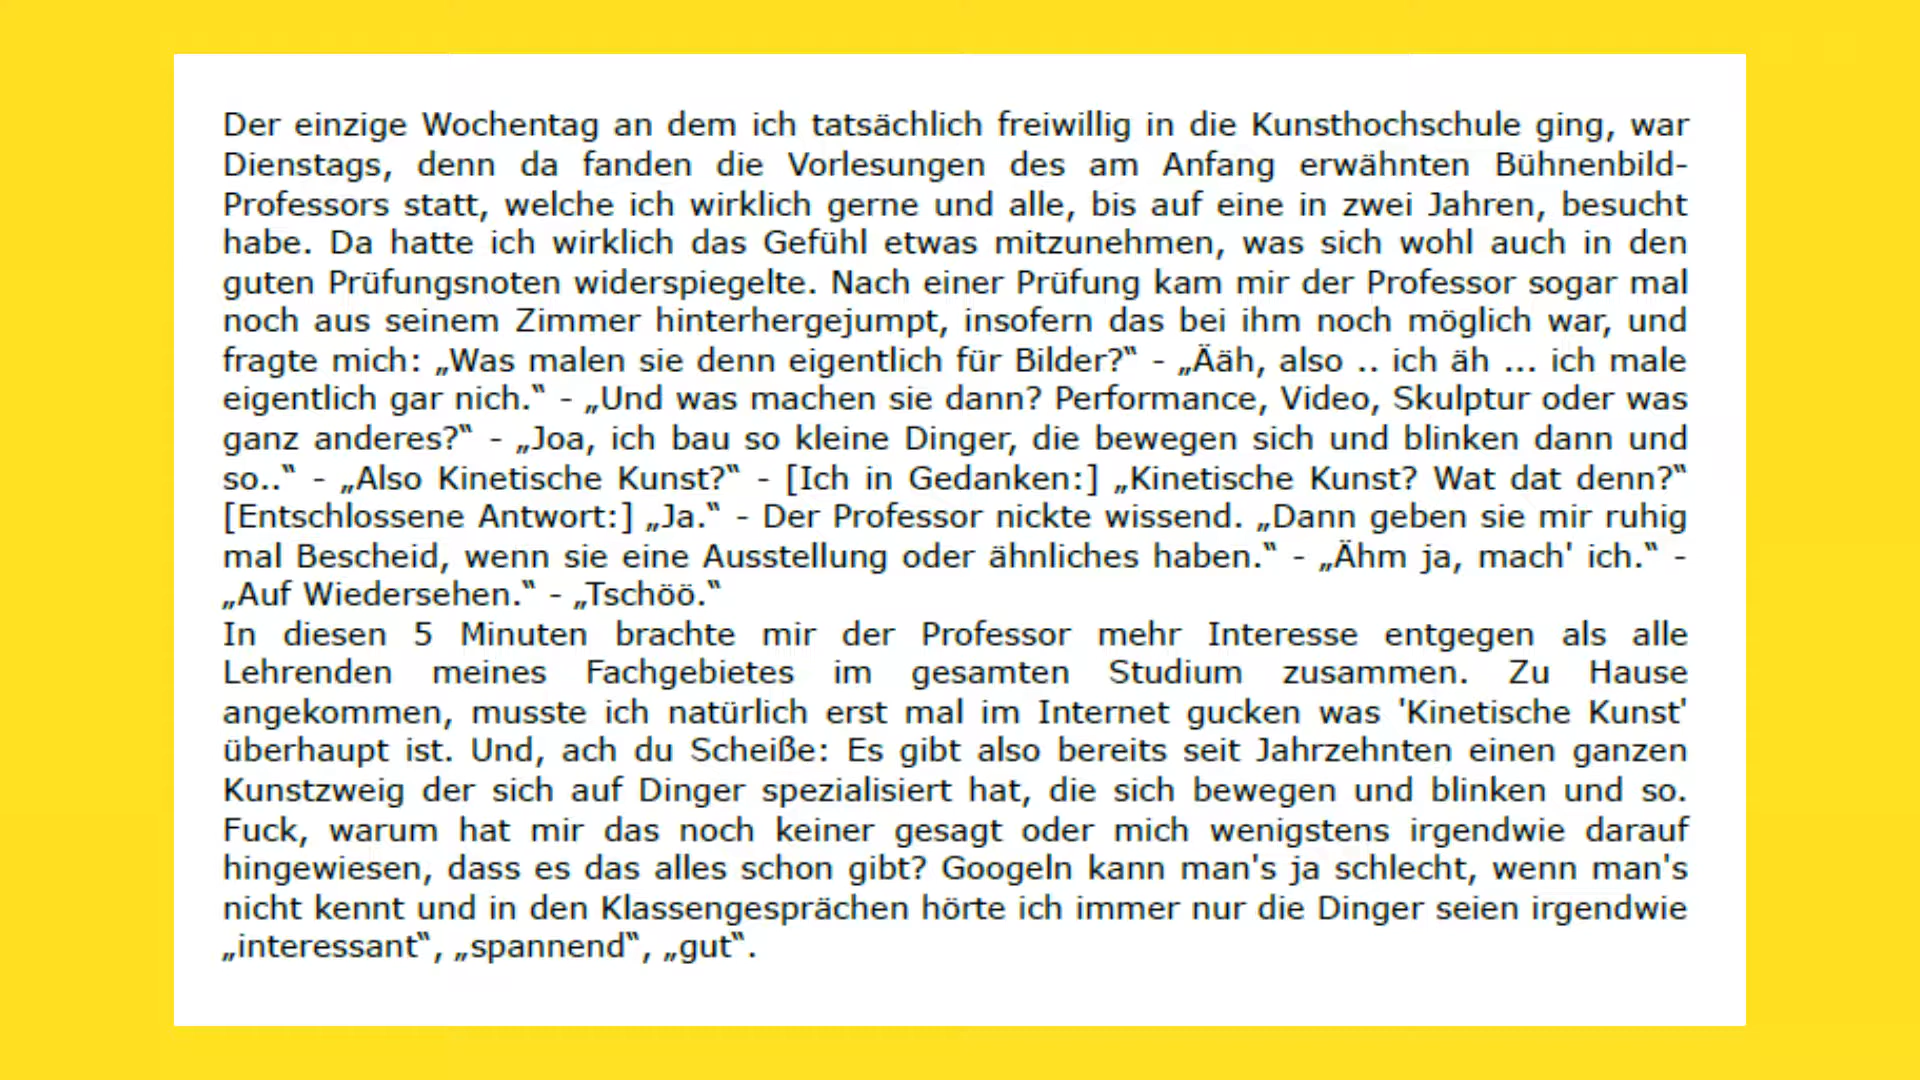 Der einzige Wochentag an dem ich tatsächlich freiwillig in die Kunsthochschule ging, war
Dienstags, denn da fanden die Vorlesungen des am Anfang erwähnten Bühnenbild-
Professors statt, welche ich wirklich gerne und alle, bis auf eine in zwei Jahren, besucht
habe. Da hatte ich wirklich das Gefühl etwas mitzunehmen, was sich wohl auch in den
guten Prüfungsnoten widerspiegelte. Nach einer Prüfung kam mir der Professor sogar mal
noch aus seinem Zimmer hinterhergejumpt, insofern das bei ihm noch möglich war, und
fragte mich: „Was malen sie denn eigentlich für Bilder?‟ - „Ääh, also .. ich äh ... ich male
eigentlich gar nich.‟ - „Und was machen sie dann? Performance, Video, Skulptur oder was
ganz anderes?‟ - „Joa, ich bau so kleine Dinger, die bewegen sich und blinken dann und
so..‟ - „Also Kinetische Kunst?‟ - [Ich in Gedanken:] „Kinetische Kunst? Wat dat denn?‟
[Entschlossene Antwort:] „Ja.‟ - Der Professor nickte wissend. „Dann geben sie mir ruhig
mal Bescheid, wenn sie eine Ausstellung oder ähnliches haben.‟ - „Ähm ja, mach' ich.‟ -
„Auf Wiedersehen.‟ - „Tschöö.‟
In diesen 5 Minuten brachte mir der Professor mehr Interesse entgegen als alle
Lehrenden meines Fachgebietes im gesamten Studium zusammen. Zu Hause
angekommen, musste ich natürlich erst mal im Internet gucken was 'Kinetische Kunst'
überhaupt ist. Und, ach du Scheiße: Es gibt also bereits seit Jahrzehnten einen ganzen
Kunstzweig der sich auf Dinger spezialisiert hat, die sich bewegen und blinken und so.
Fuck, warum hat mir das noch keiner gesagt oder mich wenigstens irgendwie darauf
hingewiesen, dass es das alles schon gibt? Googeln kann man's ja schlecht, wenn man's
nicht kennt und in den Klassengesprächen hörte ich immer nur die Dinger seien irgendwie
„interessant‟, „spannend‟, „gut‟.